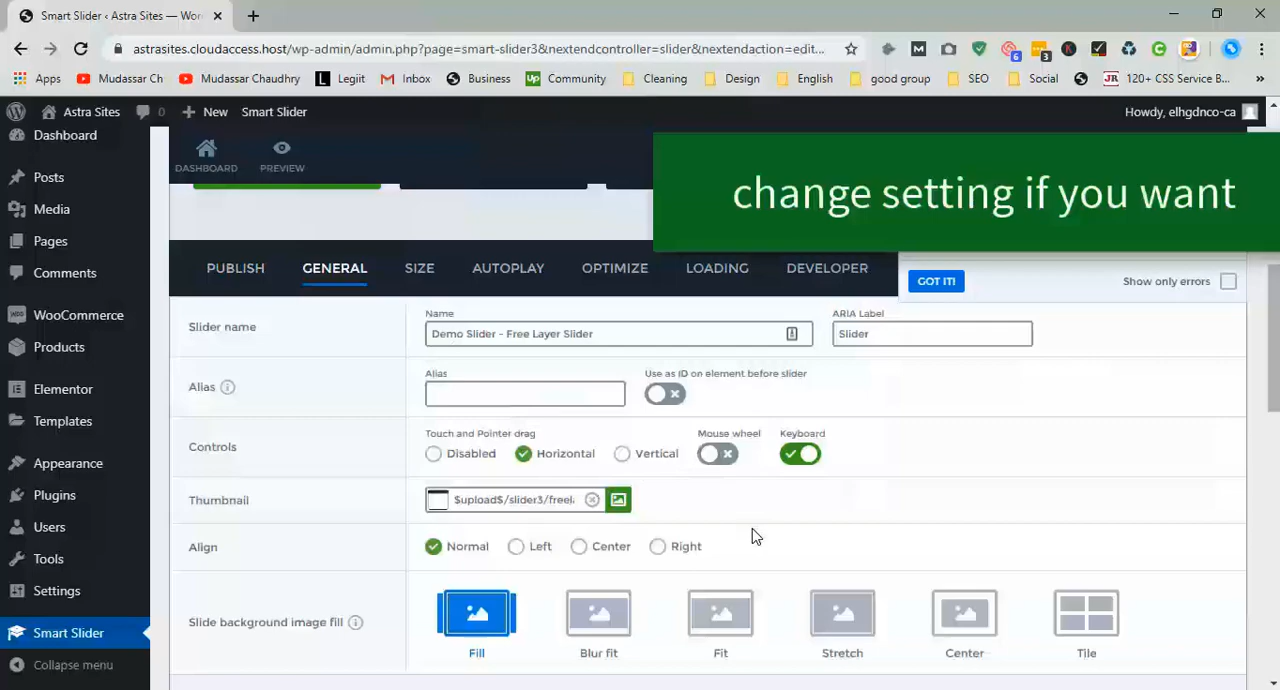 Smart Slider ‹ Astra Sites — Wor
astrasites.cloudaccess.host/wp-admin/admin.php?page=smart-slider3&nextendcontroller=slider&nextendaction=edit...
6
3
Apps Mudassar Ch Mudassar Chaudhry Legiit Inbox Business Community Cleaning Design English good group SEO Social 120+ CSS Service B... »
Astra Sites 0 New Smart Slider Howdy, elhgdnco-ca
Dashboard
Posts
Media
Pages
Comments
WooCommerce
Products
Elementor
Templates
Appearance
Plugins
Users
Tools
Settings
Smart Slider
Collapse menu
DASHBOARD PREVIEW
change setting if you want
PUBLISH GENERAL SIZE AUTOPLAY OPTIMIZE LOADING DEVELOPER
GOT IT! Show only errors
Slider name
Name ARIA Label
Demo Slider - Free Layer Slider Slider
Alias
Alias Use as ID on element before slider
Controls
Touch and Pointer drag Mouse wheel Keyboard
Disabled Horizontal Vertical
Thumbnail
$upload$/slider3/freel
Align
Normal Left Center Right
Slide background image fill
Fill Blur fit Fit Stretch Center Tile